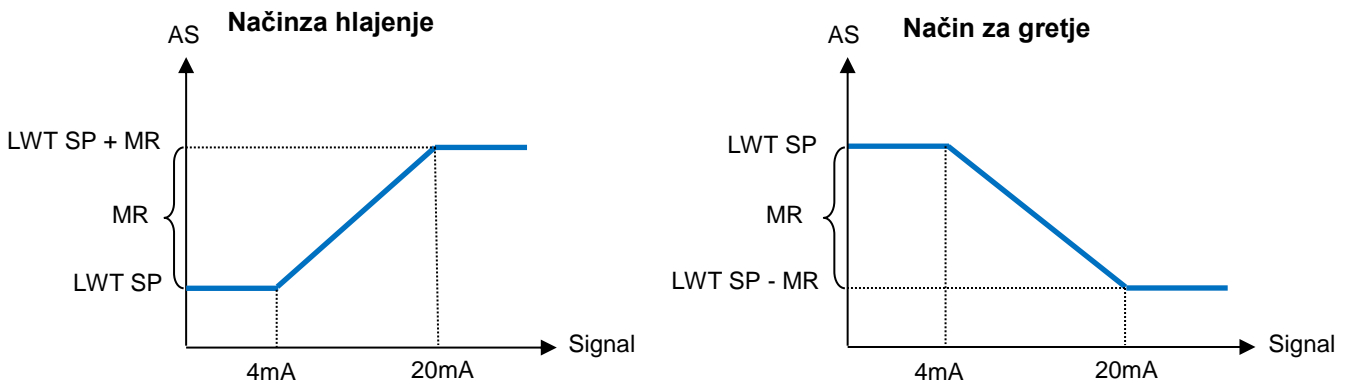 Načinza hlajenje
AS
LWT SP + MR
MR
LWT SP
4mA
20mA
Signal
Način za gretje
AS
LWT SP
MR
LWT SP - MR
4mA
20mA
Signal